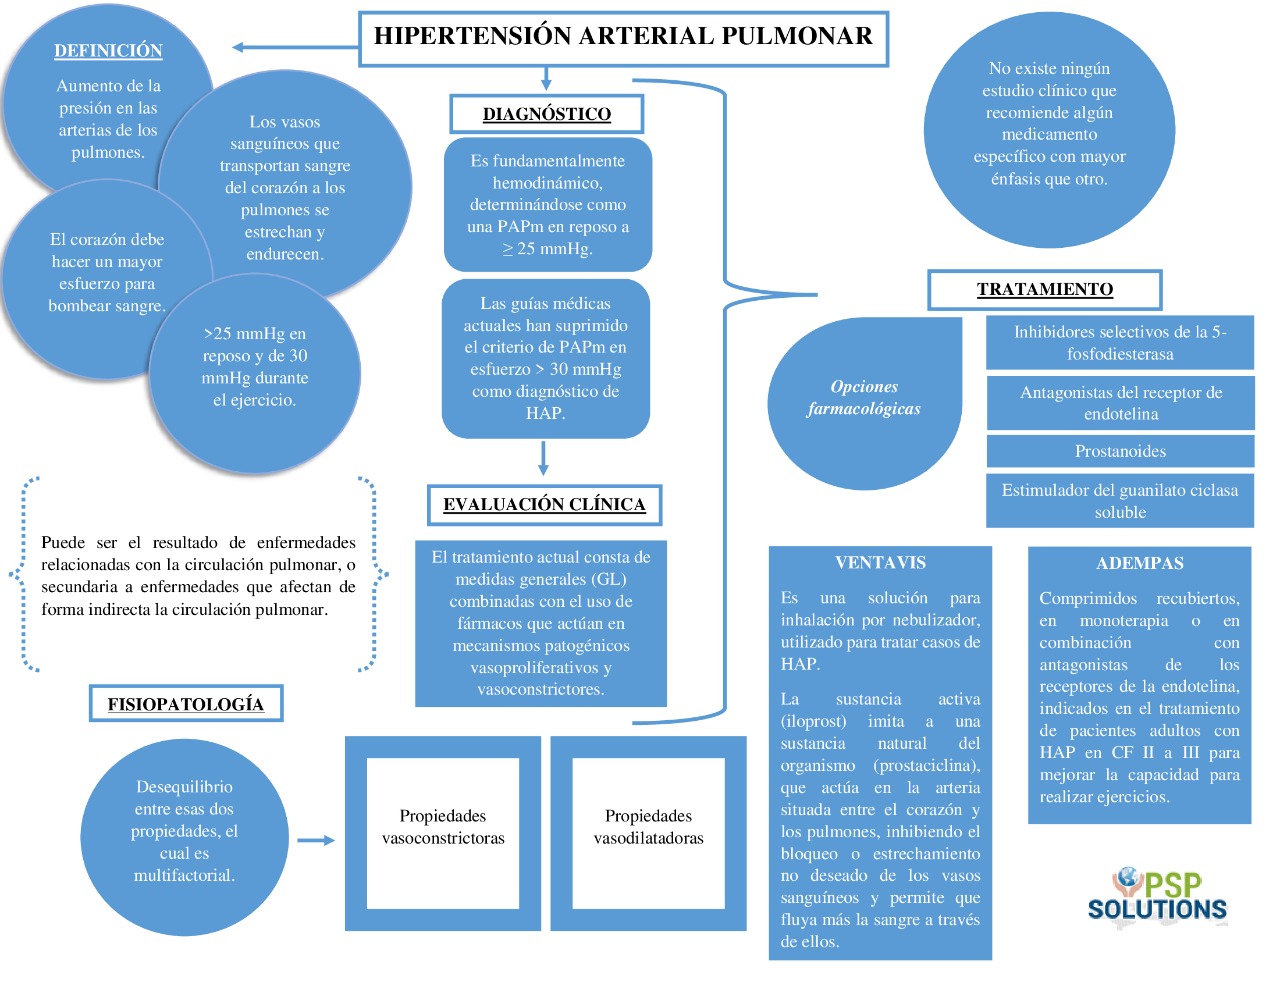 HIPERTENSIÓN ARTERIAL PULMONAR
DEFINICIÓN
Aumento de la
presión en las
arterias de los
pulmones.
Los vasos
sanguíneos que
transportan sangre
del corazón a los
pulmones se
estrechan y
endurecen.
El corazón debe
hacer un mayor
esfuerzo para
bombear sangre.
>25 mmHg en
reposo y de 30
mmHg durante
el ejercicio.
Puede ser el resultado de enfermedades
relacionadas con la circulación pulmonar, o
secundaria a enfermedades que afectan de
forma indirecta la circulación pulmonar.
FISIOPATOLOGÍA
Desequilibrio
entre esas dos
propiedades, el
cual es
multifactorial.
Propiedades
vasoconstrictoras
Propiedades
vasodilatadoras
DIAGNÓSTICO
Es fundamentalmente
hemodinámico,
determinándose como
una PAPm en reposo a
≥ 25 mmHg.
Las guías médicas
actuales han suprimido
el criterio de PAPm en
esfuerzo > 30 mmHg
como diagnóstico de
HAP.
EVALUACIÓN CLÍNICA
El tratamiento actual consta de
medidas generales (GL)
combinadas con el uso de
fármacos que actúan en
mecanismos patogénicos
vasoproliferativos y
vasoconstrictores.
No existe ningún
estudio clínico que
recomiende algún
medicamento
específico con mayor
énfasis que otro.
TRATAMIENTO
Opciones
farmacológicas
Inhibidores selectivos de la 5-
fosfodiesterasa
Antagonistas del receptor de
endotelina
Prostanoides
Estimulador del guanilato ciclasa
soluble
VENTAVIS
Es una solución para
inhalación por nebulizador,
utilizado para tratar casos de
HAP.
La sustancia activa
(iloprost) imita a una
sustancia natural del
organismo (prostaciclina),
que actúa en la arteria
situada entre el corazón y
los pulmones, inhibiendo el
bloqueo o estrechamiento
no deseado de los vasos
sanguíneos y permite que
fluya más la sangre a través
de ellos.
ADEMPAS
Comprimidos recubiertos,
en monoterapia o en
combinación con
antagonistas de los
receptores de la endotelina,
indicados en el tratamiento
de pacientes adultos con
HAP en CF II a III para
mejorar la capacidad para
realizar ejercicios.
PSP
SOLUTIONS